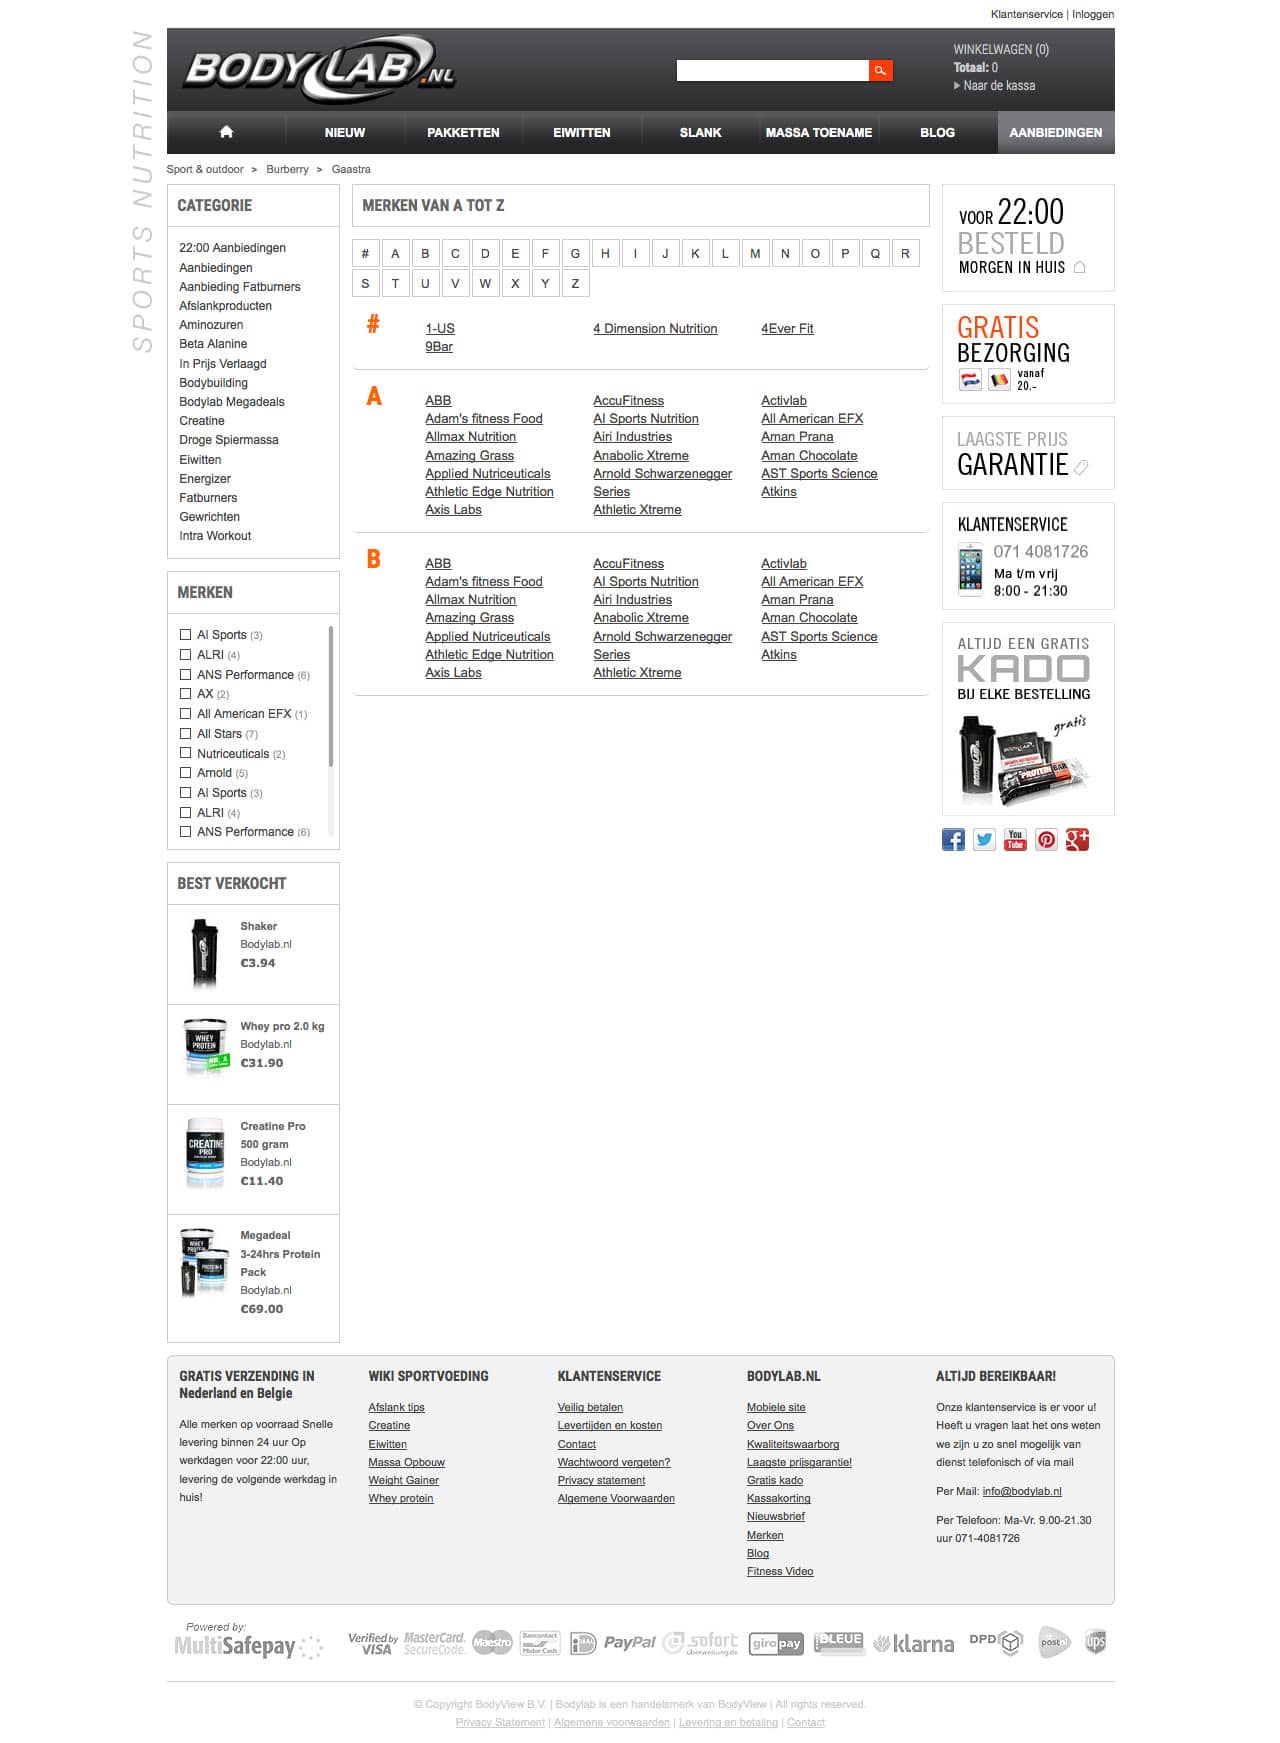 Klantenservice | Inloggen
SPORTS NUTRITION
BODYLAB.NL
WINKELWAGEN (0)
Totaal: 0
Naar de kassa
NIEUW PAKKETTEN EIWITTEN SLANK MASSA TOENAME BLOG AANBIEDINGEN
Sport & outdoor > Burberry > Gaastra
CATEGORIE
22:00 Aanbiedingen
Aanbiedingen
Aanbieding Fatburners
Afslankproducten
Aminozuren
Beta Alanine
In Prijs Verlaagd
Bodybuilding
Bodylab Megadeals
Creatine
Droge Spiermassa
Eiwitten
Energizer
Fatburners
Gewrichten
Intra Workout
MERKEN
AI Sports (3)
ALRI (4)
ANS Performance (6)
AX (2)
All American EFX (1)
All Stars (7)
Nutriceuticals (2)
Arnold (5)
AI Sports (3)
ALRI (4)
ANS Performance (6)
BEST VERKOCHT
Shaker
Bodylab.nl
€3.94
WHEY
PROTEIN
Whey pro 2.0 kg
Bodylab.nl
€31.90
CREATINE
PRO
Creatine Pro
500 gram
Bodylab.nl
€11.40
Megadeal
3-24hrs Protein
Pack
Bodylab.nl
€69.00
MERKEN VAN A TOT Z
# A B C D E F G H I J K L M N O P Q R
S T U V W X Y Z
#
1-US 4 Dimension Nutrition 4Ever Fit
9Bar
A
ABB AccuFitness Activlab
Adam's fitness Food AI Sports Nutrition All American EFX
Allmax Nutrition Airi Industries Aman Prana
Amazing Grass Anabolic Xtreme Aman Chocolate
Applied Nutriceuticals Arnold Schwarzenegger AST Sports Science
Athletic Edge Nutrition Series Atkins
Axis Labs Athletic Xtreme
B
ABB AccuFitness Activlab
Adam's fitness Food AI Sports Nutrition All American EFX
Allmax Nutrition Airi Industries Aman Prana
Amazing Grass Anabolic Xtreme Aman Chocolate
Applied Nutriceuticals Arnold Schwarzenegger AST Sports Science
Athletic Edge Nutrition Series Atkins
Axis Labs Athletic Xtreme
VOOR 22:00
BESTELD
MORGEN IN HUIS
GRATIS
BEZORGING
vanaf
20.-
LAAGSTE PRIJS
GARANTIE
KLANTENSERVICE
071 4081726
Ma t/m vrij
8:00 - 21:30
ALTIJD EEN GRATIS
KADO
BIJ ELKE BESTELLING
gratis
BODYLAB
PROTEIN BAR
You
Tube
GRATIS VERZENDING IN
Nederland en Belgie
Alle merken op voorraad Snelle
levering binnen 24 uur Op
werkdagen voor 22:00 uur,
levering de volgende werkdag in
huis!
WIKI SPORTVOEDING
Afslank tips
Creatine
Eiwitten
Massa Opbouw
Weight Gainer
Whey protein
KLANTENSERVICE
Veilig betalen
Levertijden en kosten
Contact
Wachtwoord vergeten?
Privacy statement
Algemene Voorwaarden
BODYLAB.NL
Mobiele site
Over Ons
Kwaliteitswaarborg
Laagste prijsgarantie!
Gratis kado
Kassakorting
Nieuwsbrief
Merken
Blog
Fitness Video
ALTIJD BEREIKBAAR!
Onze klantenservice is er voor u!
Heeft u vragen laat het ons weten
we zijn u zo snel mogelijk van
dienst telefonisch of via mail
Per Mail: info@bodylab.nl
Per Telefoon: Ma-Vr. 9.00-21.30
uur 071-4081726
Powered by:
MultiSafepay
Verified by
VISA
MasterCard.
SecureCode.
Maestro
Bancontact
Mister Cash
iDEAL
PayPal
sofort
überweisung.de
giropay
BLEUE
klarna
DPD
postnl
ups
© Copyright BodyView B.V. | Bodylab is een handelsmerk van BodyView | All rights reserved.
Privacy Statement | Algemene voorwaarden | Levering en betaling | Contact